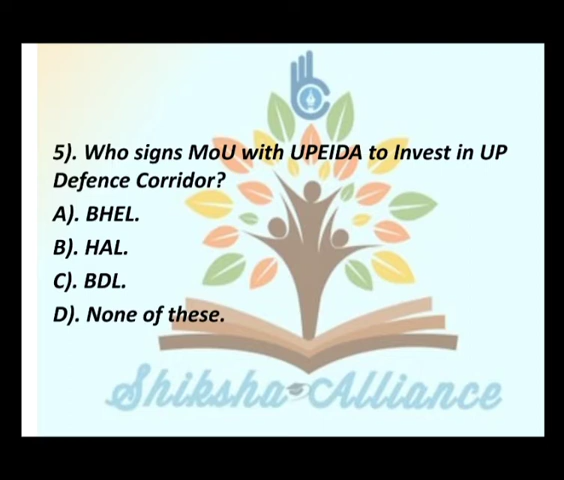 5). Who signs MoU with UPEIDA to Invest in UP
Defence Corridor?
A). BHEL.
B). HAL.
C). BDL.
D). None of these.
Shiksha Alliance